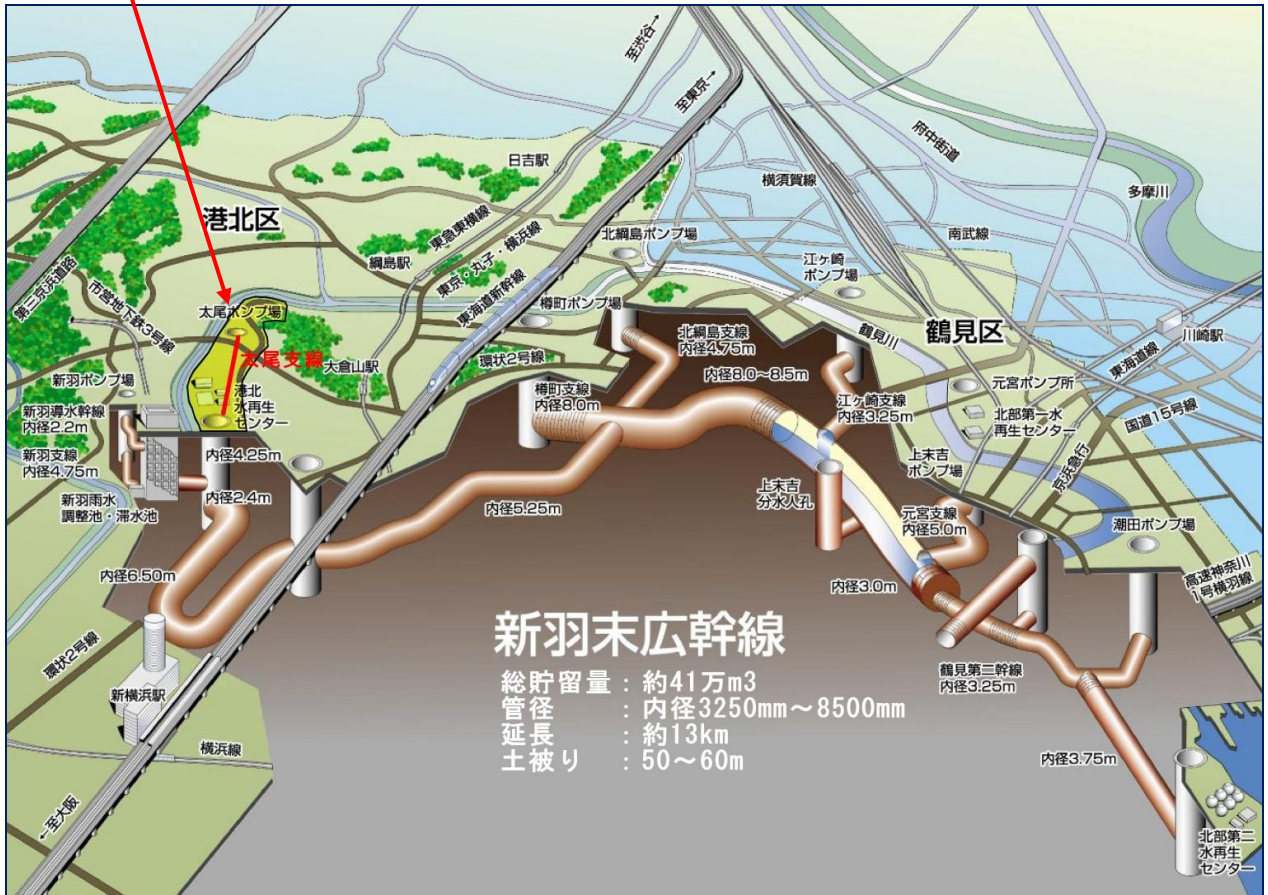 至渋谷→
至東京→
府中街道
多摩川
日吉駅
横須賀線
港北区
東急東横線
南武線
北綱島ポンプ場
綱島駅
東京・丸子・横浜線
江ヶ崎
ポンプ場
第三京浜道路
市営地下鉄3号線
太尾ポンプ場
東海道新幹線
樽町ポンプ場
鶴見川
鶴見区
川崎駅
東海道線
太尾支線
大倉山駅
環状2号線
北綱島支線
内径4.75m
内径8.0～8.5m
元宮ポンプ所
国道15号線
新羽ポンプ場
港北
水再生
センター
樽町支線
内径8.0m
江ヶ崎支線
内径3.25m
北部第一水
再生センター
新羽導水幹線
内径2.2m
京浜急行
新羽支線
内径4.75m
内径4.25m
上末吉
ポンプ場
新羽雨水
調整池・滞水池
内径2.4m
内径5.25m
上末吉
分水人孔
元宮支線
内径5.0m
潮田ポンプ場
内径6.50m
内径3.0m
高速神奈川
1号横羽線
新羽末広幹線
総貯留量：約41万m3
管径　　：内径3250mm～8500mm
延長　　：約13km
土被り　：50～60m
環状2号線
新横浜駅
鶴見第二幹線
内径3.25m
横浜線
内径3.75m
←至大阪
北部第二
水再生
センター